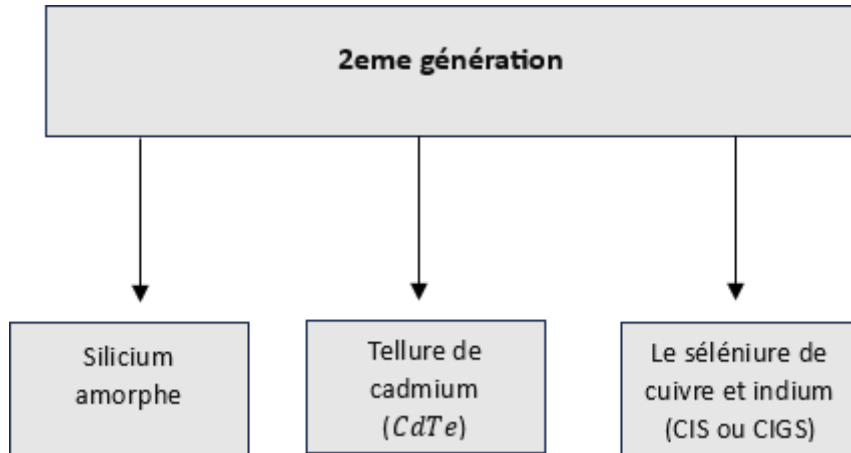 2eme génération
Silicium
amorphe
Tellure de
cadmium
(CdTe)
Le séléniure de
cuivre et indium
(CIS ou CIGS)